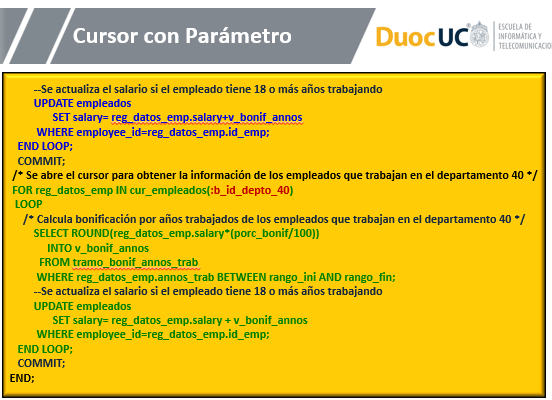 Cursor con Parámetro
DuocUC
ESCUELA DE
INFORMÁTICA Y
TELECOMUNICACIO
--Se actualiza el salario si el empleado tiene 18 o más años trabajando
UPDATE empleados
SET salary= reg_datos_emp.salary+v_bonif_annos
WHERE employee_id=reg_datos_emp.id_emp;
END LOOP;
COMMIT;
/* Se abre el cursor para obtener la información de los empleados que trabajan en el departamento 40 */
FOR reg_datos_emp IN cur_empleados(:b_id_depto_40)
LOOP
/* Calcula bonificación por años trabajados de los empleados que trabajan en el departamento 40 */
SELECT ROUND(reg_datos_emp.salary*(porc_bonif/100))
INTO v_bonif_annos
FROM tramo_bonif_annos_trab
WHERE reg_datos_emp.annos_trab BETWEEN rango_ini AND rango_fin;
--Se actualiza el salario si el empleado tiene 18 o más años trabajando
UPDATE empleados
SET salary= reg_datos_emp.salary + v_bonif_annos
WHERE employee_id=reg_datos_emp.id_emp;
END LOOP;
COMMIT;
END;